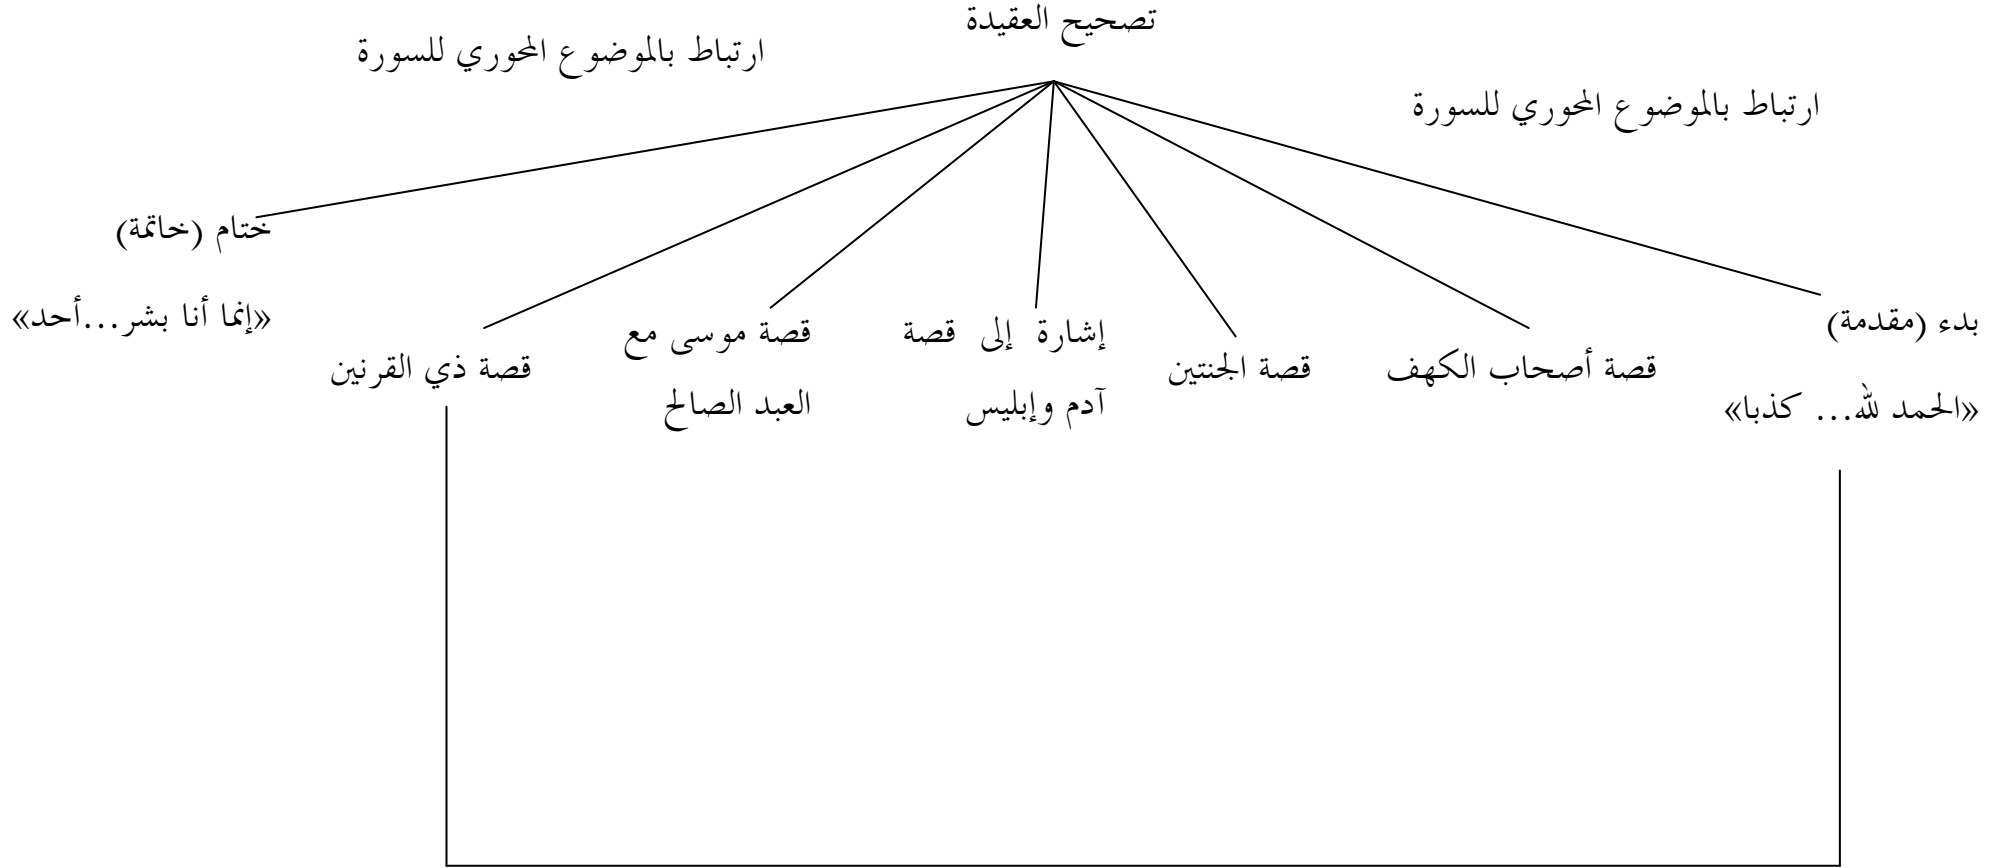 تصحيح العقيدة
ارتباط بالموضوع المحوري للسورة
ارتباط بالموضوع المحوري للسورة
بدء (مقدمة)
«الحمد لله... كذبا»
قصة أصحاب الكهف
قصة الجنتين
إشارة إلى قصة
آدم وإبليس
قصة موسى مع
العبد الصالح
قصة ذي القرنين
ختام (خاتمة)
«إنما أنا بشر...أحد»